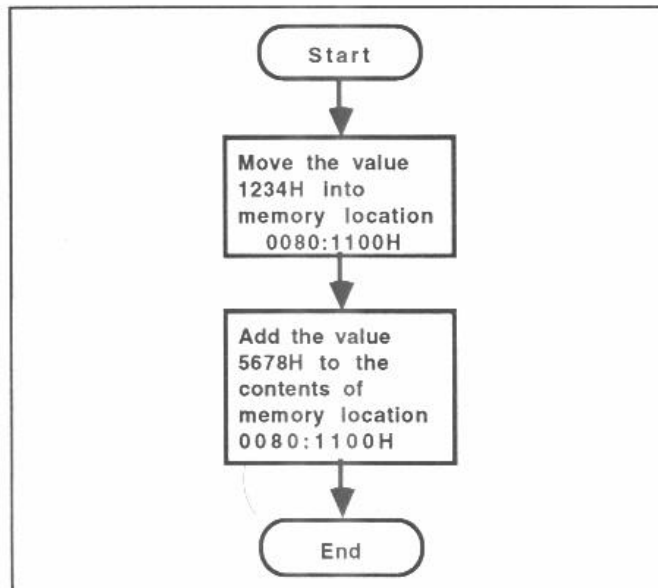 Start
Move the value
1234H into
memory location
0080:1100H
Add the value
5678H to the
contents of
memory location
0080:1100H
End